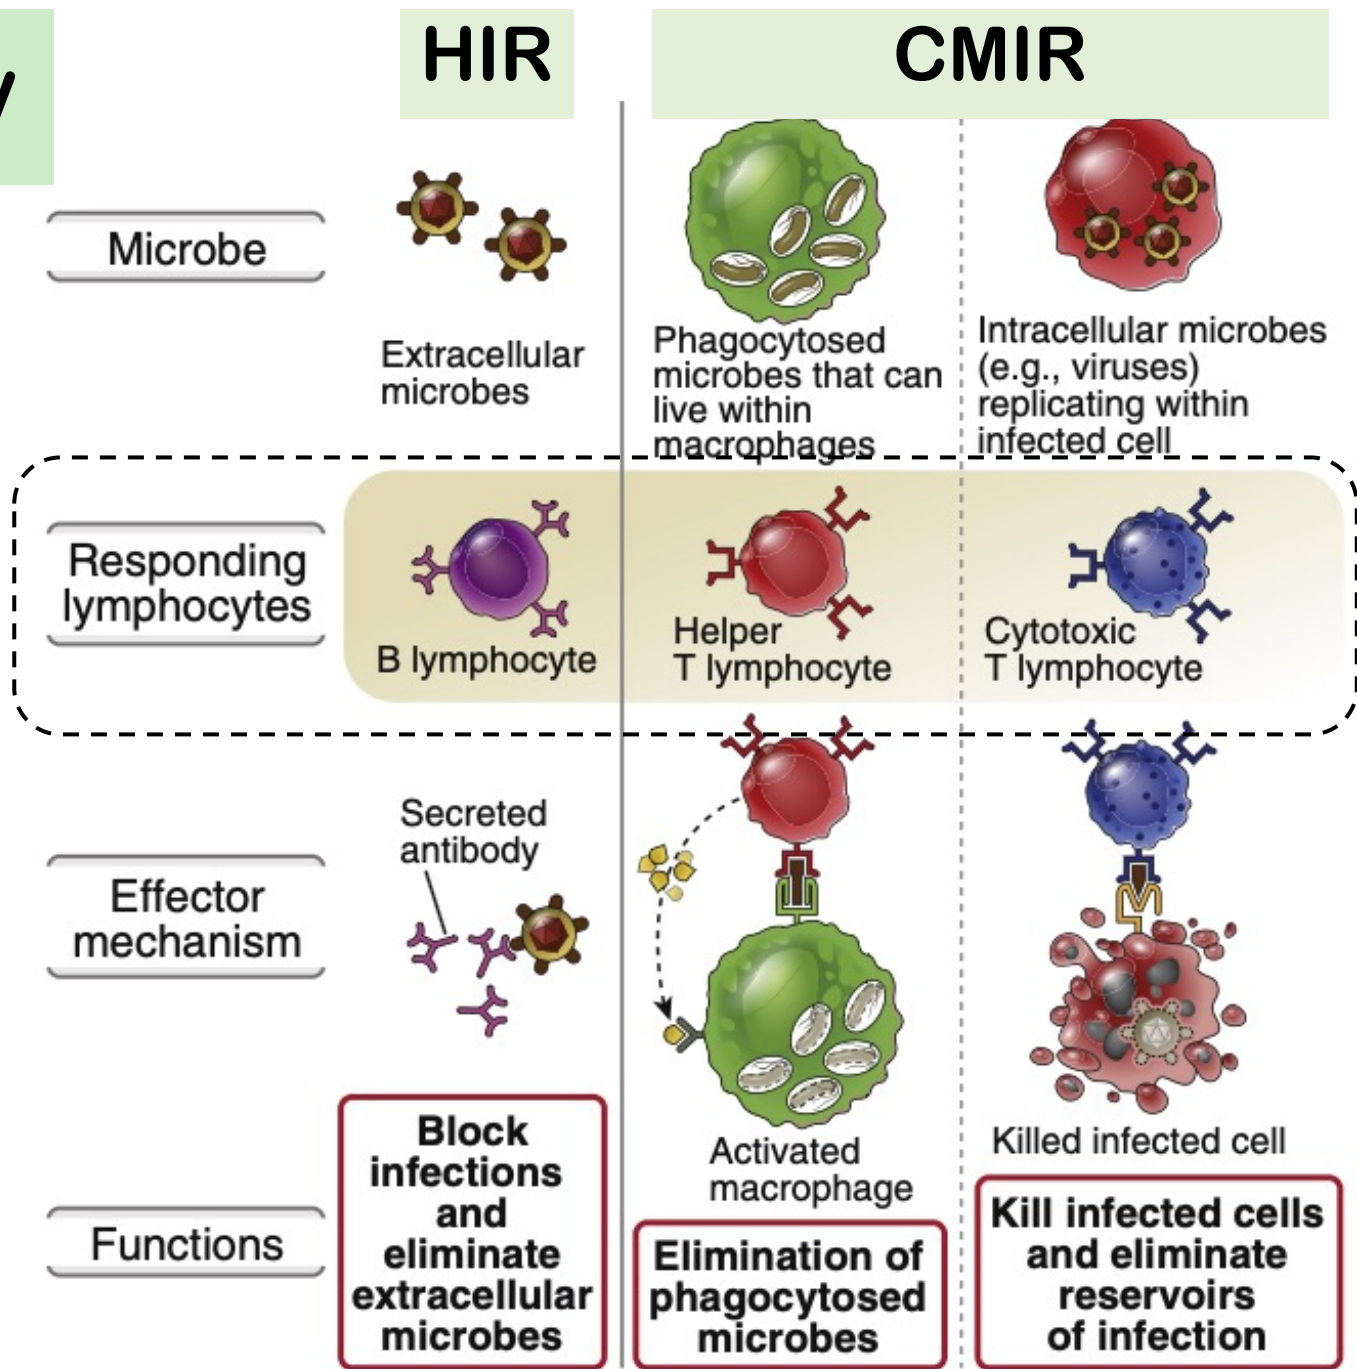 y
HIR
CMIR
Microbe
Extracellular
microbes
Phagocytosed
microbes that can
live within
macrophages
Intracellular microbes
(e.g., viruses)
replicating within
infected cell
Responding
lymphocytes
B lymphocyte
Helper
T lymphocyte
Cytotoxic
T lymphocyte
Effector
mechanism
Secreted
antibody
Activated
macrophage
Killed infected cell
Functions
Block
infections
and
eliminate
extracellular
microbes
Elimination of
phagocytosed
microbes
Kill infected cells
and eliminate
reservoirs
of infection